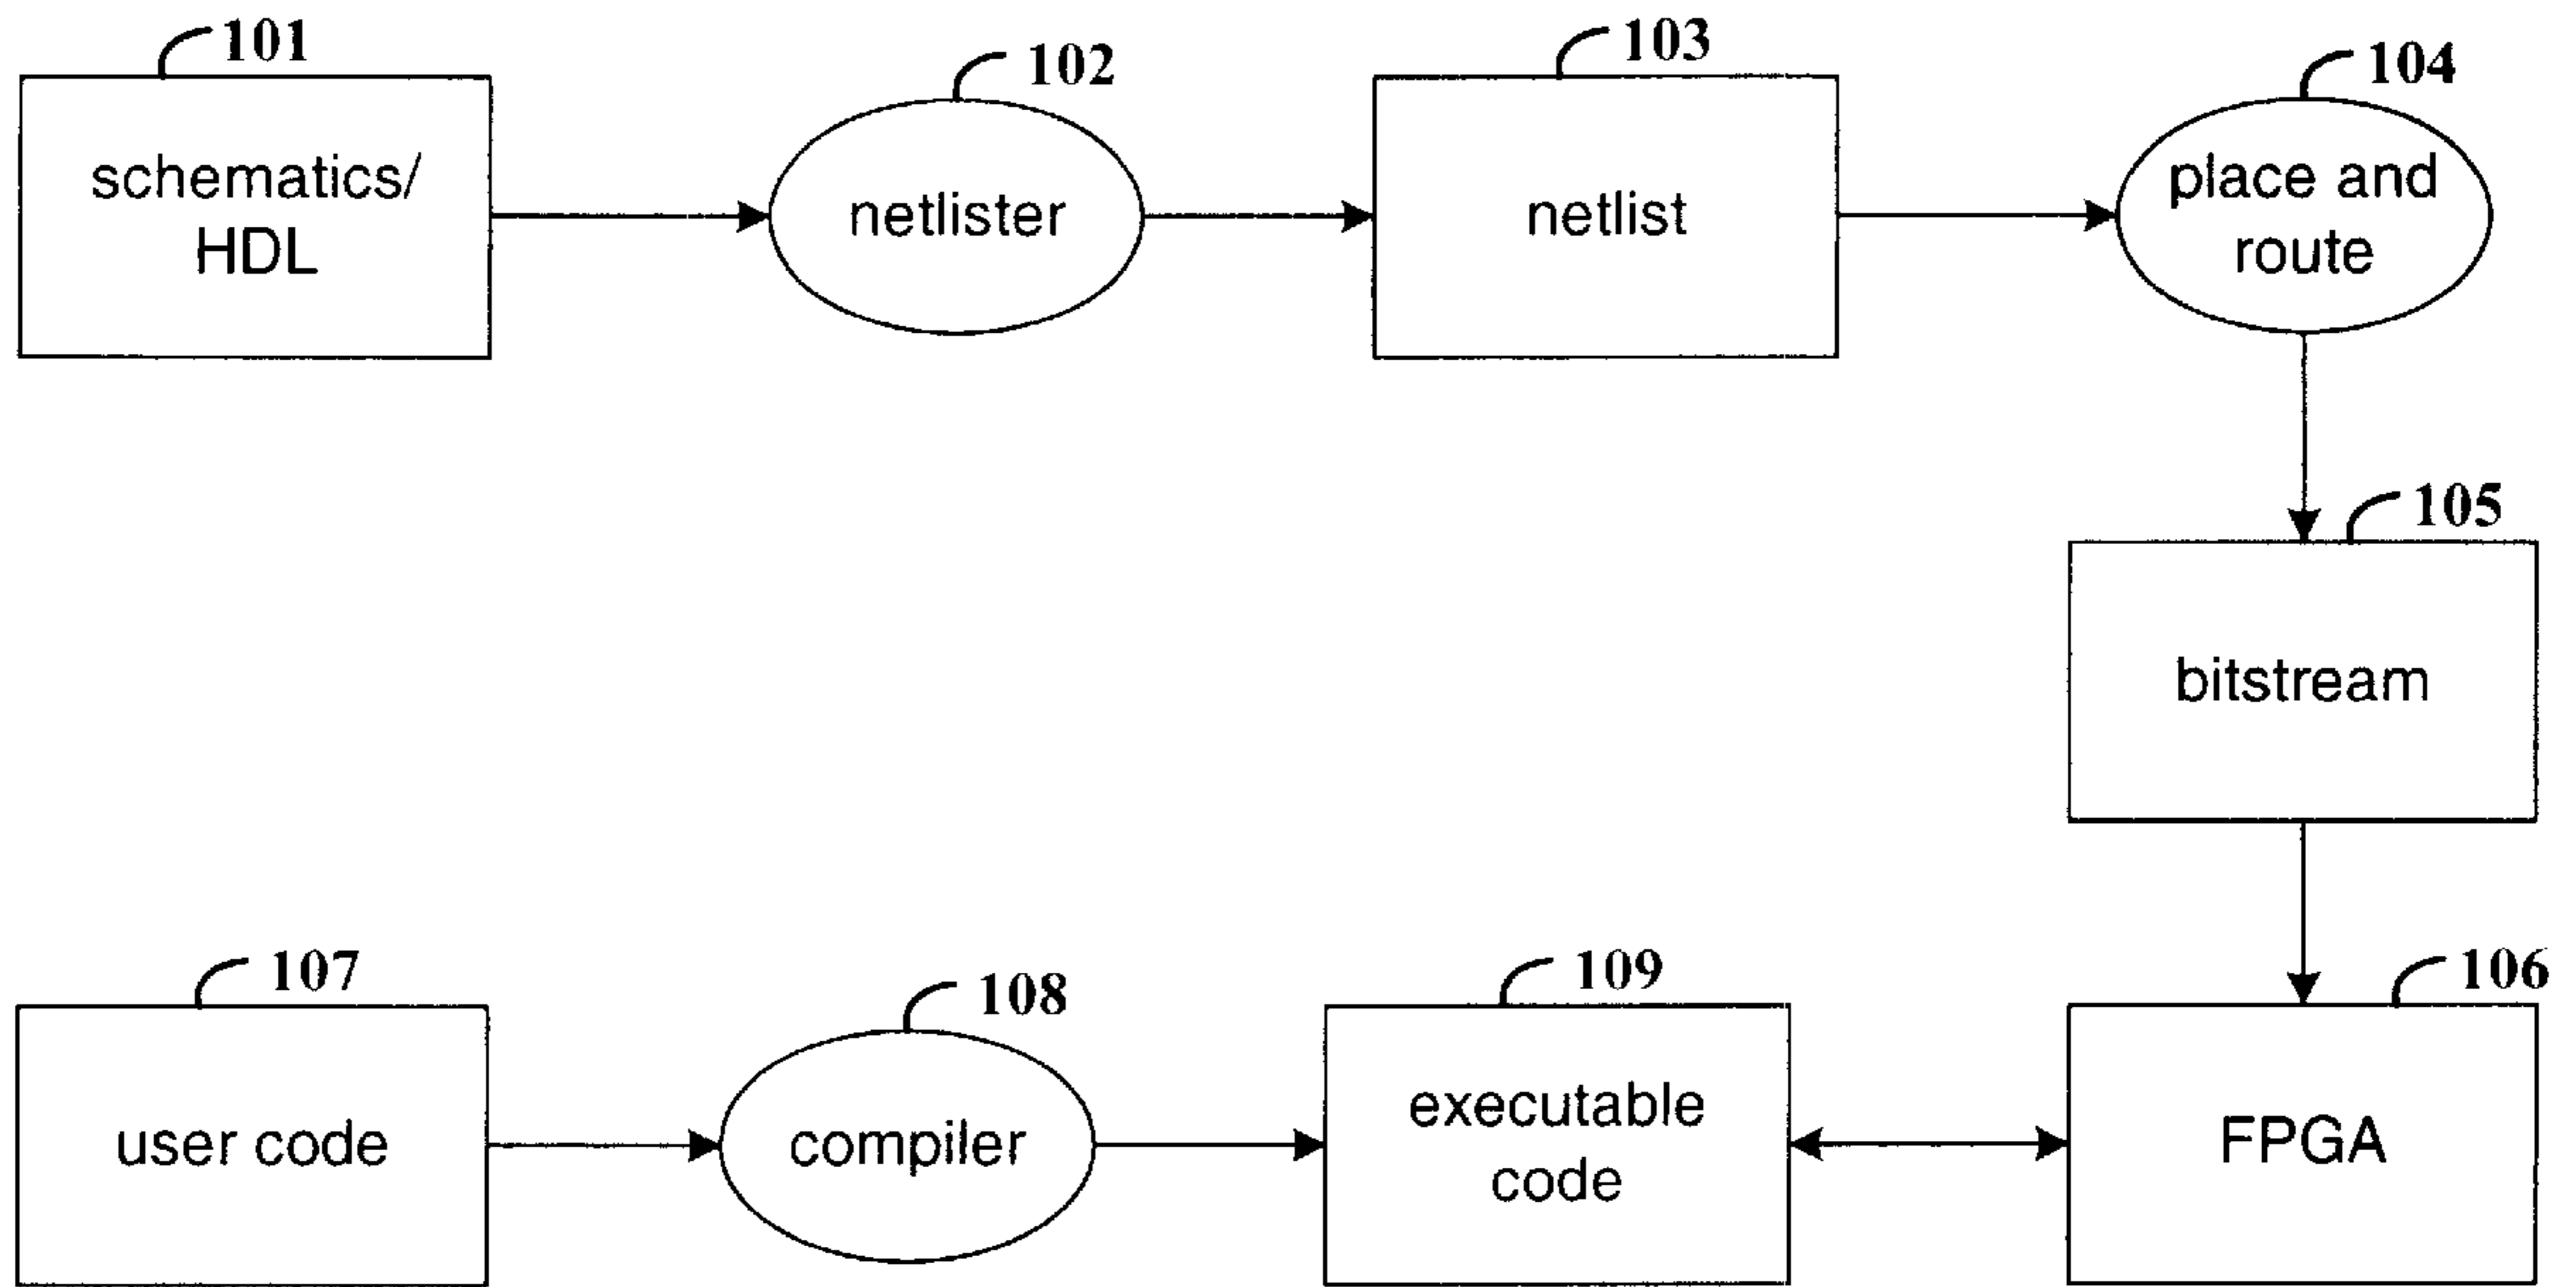 101
schematics/
HDL
102
netlister
103
netlist
104
place and
route
105
bitstream
106
FPGA
107
user code
108
compiler
109
executable
code